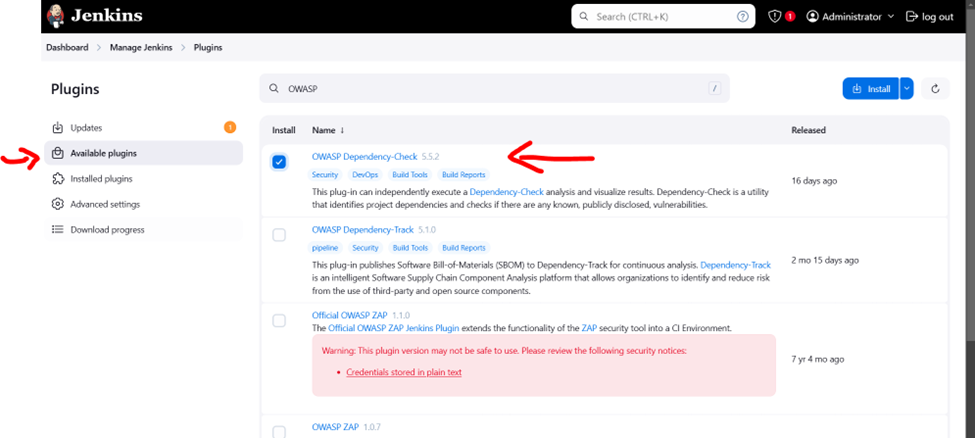 Jenkins
Search (CTRL+K)
?
1
Administrator
log out
Dashboard > Manage Jenkins > Plugins
Plugins
OWASP
/
Install
Updates
1
Available plugins
Installed plugins
Advanced settings
Download progress
Install Name ↓ Released
OWASP Dependency-Check 5.5.2
Security DevOps Build Tools Build Reports
This plug-in can independently execute a Dependency-Check analysis and visualize results. Dependency-Check is a utility
that identifies project dependencies and checks if there are any known, publicly disclosed, vulnerabilities.
16 days ago
OWASP Dependency-Track 5.1.0
pipeline Security Build Tools Build Reports
This plug-in publishes Software Bill-of-Materials (SBOM) to Dependency-Track for continuous analysis. Dependency-Track
is an intelligent Software Supply Chain Component Analysis platform that allows organizations to identify and reduce risk
from the use of third-party and open source components.
2 mo 15 days ago
Official OWASP ZAP 1.1.0
The Official OWASP ZAP Jenkins Plugin extends the functionality of the ZAP security tool into a CI Environment.
Warning: This plugin version may not be safe to use. Please review the following security notices:
• Credentials stored in plain text
7 yr 4 mo ago
OWASP ZAP 1.0.7